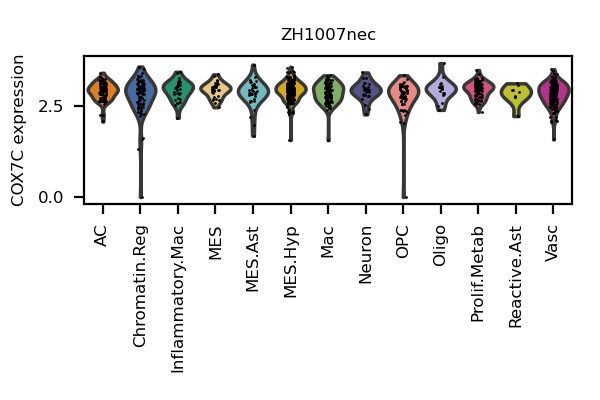 ZH1007nec
COX7C expression
2.5
0.0
AC
Chromatin.Reg
Inflammatory.Mac
MES
MES.Ast
MES.Hyp
Mac
Neuron
OPC
Oligo
Prolif.Metab
Reactive.Ast
Vasc